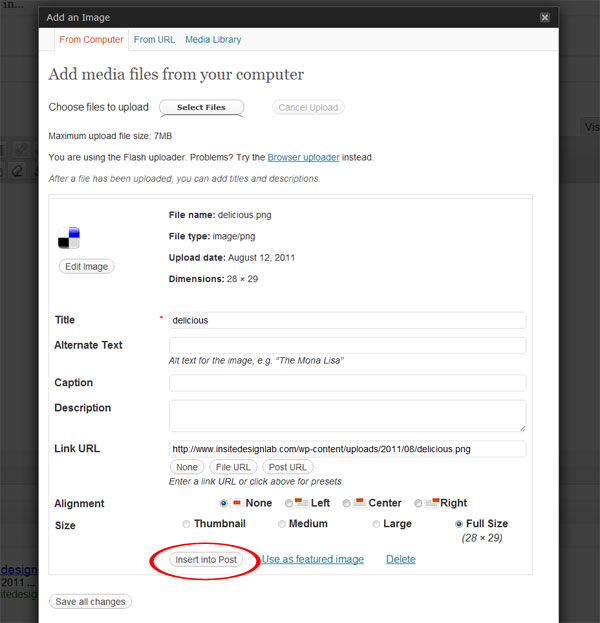 in...
Add an Image
From Computer From URL Media Library
Add media files from your computer
Choose files to upload Select Files Cancel Upload
Vis
Maximum upload file size: 7MB
You are using the Flash uploader. Problems? Try the Browser uploader instead.
After a file has been uploaded, you can add titles and descriptions.
File name: delicious.png
File type: image/png
Upload date: August 12, 2011
Dimensions: 28 × 29
Edit Image
Title * delicious
Alternate Text
Alt text for the image, e.g. “The Mona Lisa”
Caption
Description
Link URL http://www.insitedesignlab.com/wp-content/uploads/2011/08/delicious.png
None File URL Post URL
Enter a link URL or click above for presets.
Alignment None Left Center Right
Size Thumbnail Medium Large Full Size
(28 × 29)
Insert into Post Use as featured image Delete
design
2011 ...
sitedesig
Save all changes